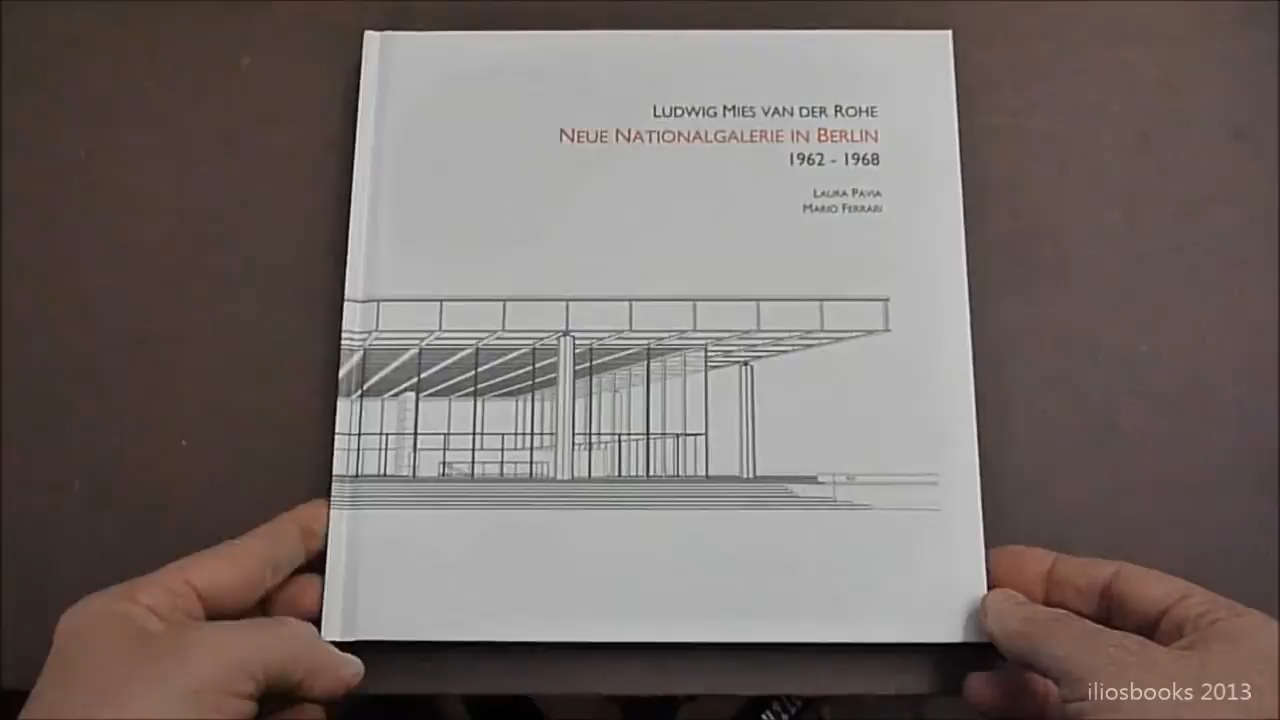 LUDWIG MIES VAN DER ROHE
NEUE NATIONALGALERIE IN BERLIN
1962 - 1968
LAURA PAVIA
MARIO FERRARI
iliosbooks 2013